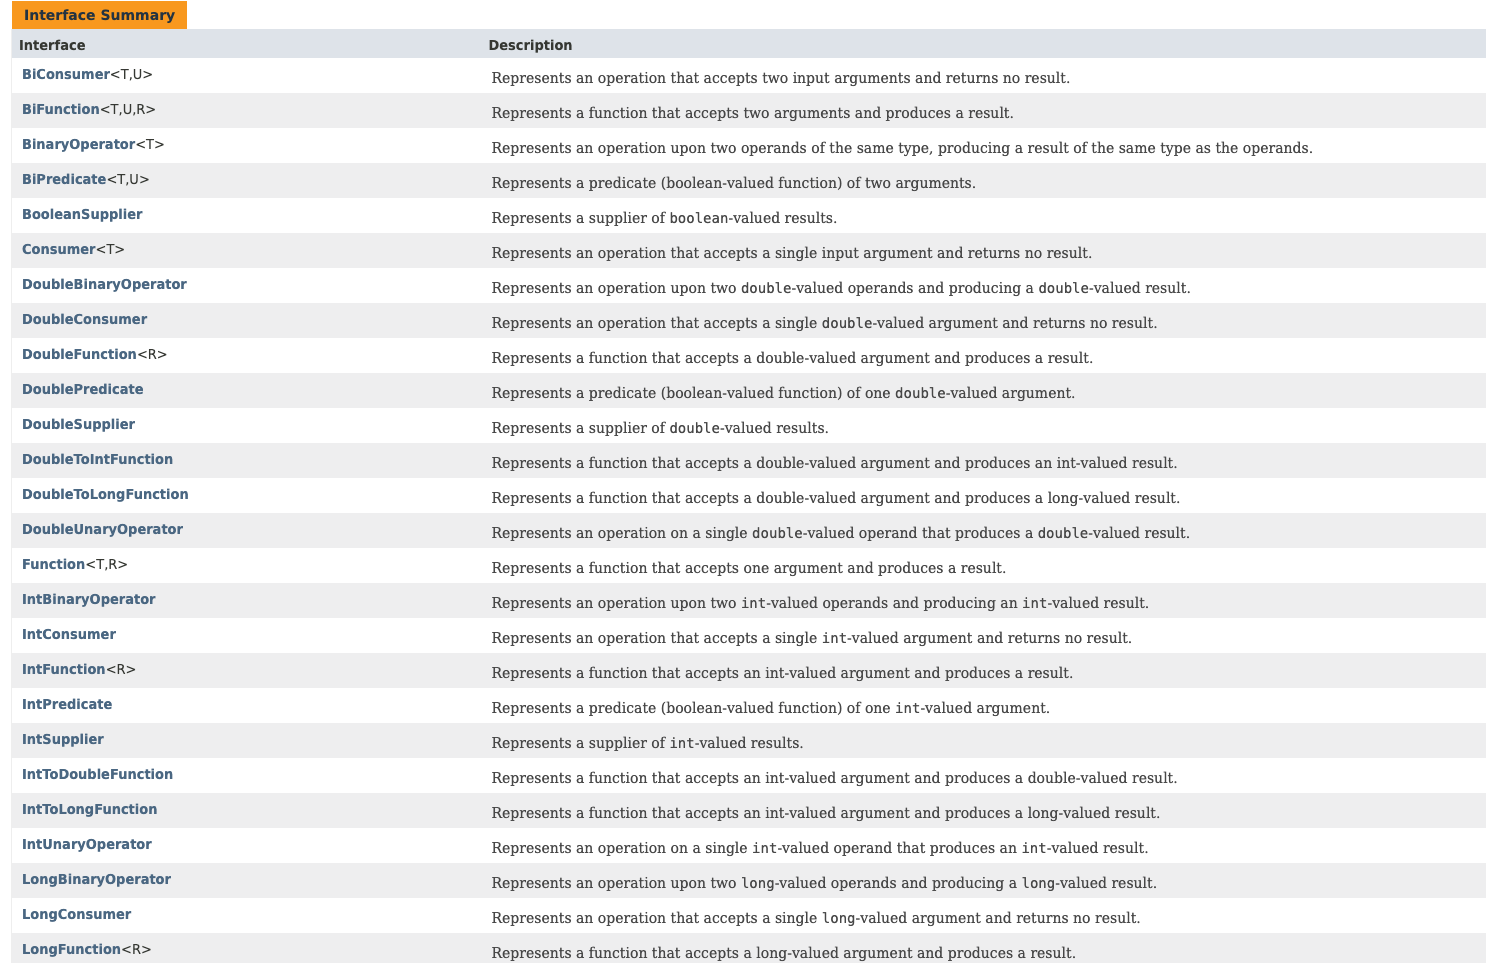 Interface Summary
Interface Description
BiConsumer<T,U> Represents an operation that accepts two input arguments and returns no result.
BiFunction<T,U,R> Represents a function that accepts two arguments and produces a result.
BinaryOperator<T> Represents an operation upon two operands of the same type, producing a result of the same type as the operands.
BiPredicate<T,U> Represents a predicate (boolean-valued function) of two arguments.
BooleanSupplier Represents a supplier of boolean-valued results.
Consumer<T> Represents an operation that accepts a single input argument and returns no result.
DoubleBinaryOperator Represents an operation upon two double-valued operands and producing a double-valued result.
DoubleConsumer Represents an operation that accepts a single double-valued argument and returns no result.
DoubleFunction<R> Represents a function that accepts a double-valued argument and produces a result.
DoublePredicate Represents a predicate (boolean-valued function) of one double-valued argument.
DoubleSupplier Represents a supplier of double-valued results.
DoubleToIntFunction Represents a function that accepts a double-valued argument and produces an int-valued result.
DoubleToLongFunction Represents a function that accepts a double-valued argument and produces a long-valued result.
DoubleUnaryOperator Represents an operation on a single double-valued operand that produces a double-valued result.
Function<T,R> Represents a function that accepts one argument and produces a result.
IntBinaryOperator Represents an operation upon two int-valued operands and producing an int-valued result.
IntConsumer Represents an operation that accepts a single int-valued argument and returns no result.
IntFunction<R> Represents a function that accepts an int-valued argument and produces a result.
IntPredicate Represents a predicate (boolean-valued function) of one int-valued argument.
IntSupplier Represents a supplier of int-valued results.
IntToDoubleFunction Represents a function that accepts an int-valued argument and produces a double-valued result.
IntToLongFunction Represents a function that accepts an int-valued argument and produces a long-valued result.
IntUnaryOperator Represents an operation on a single int-valued operand that produces an int-valued result.
LongBinaryOperator Represents an operation upon two long-valued operands and producing a long-valued result.
LongConsumer Represents an operation that accepts a single long-valued argument and returns no result.
LongFunction<R> Represents a function that accepts a long-valued argument and produces a result.